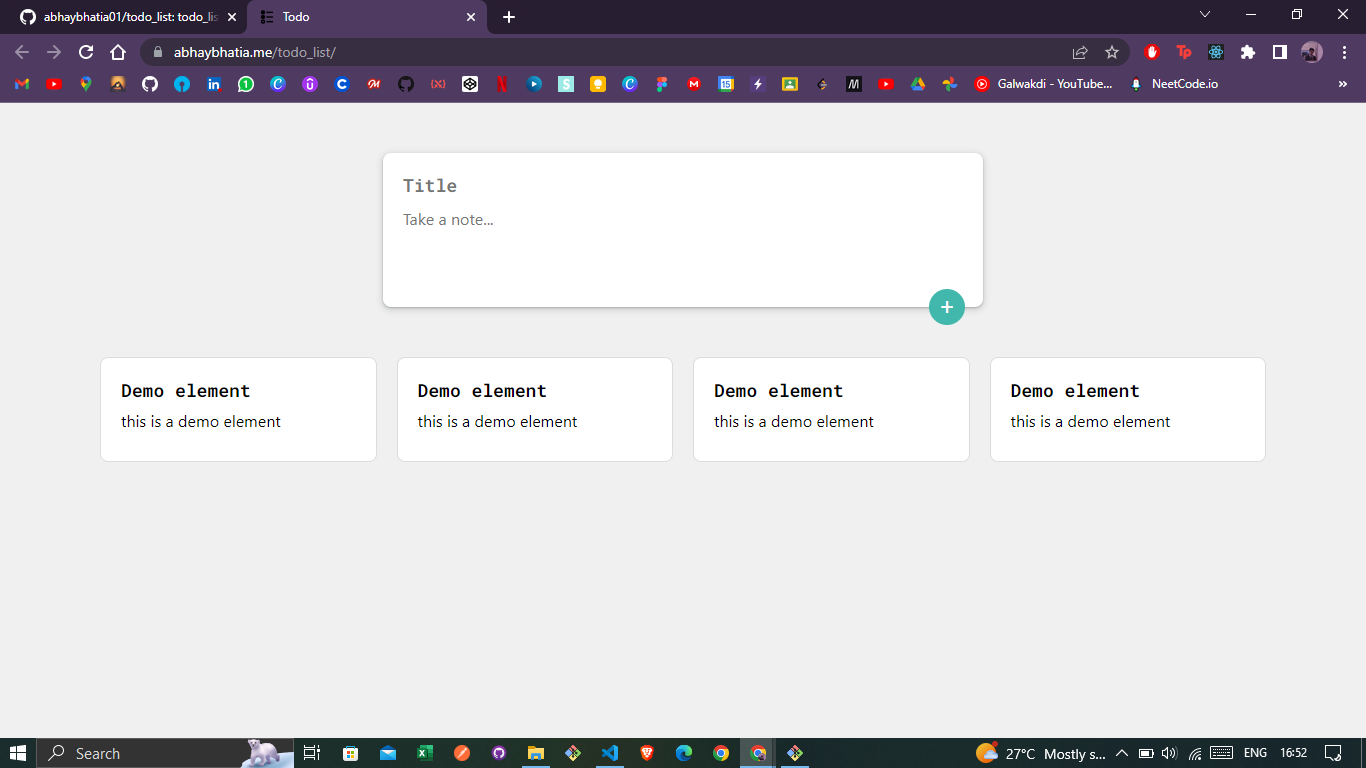 abhaybhatia01/todo_list: todo_lis
Todo
abhaybhatia.me/todo_list/
Galwakdi - YouTube...
NeetCode.io
Title
Take a note...
Demo element
this is a demo element
Demo element
this is a demo element
Demo element
this is a demo element
Demo element
this is a demo element
Search
27°C Mostly s...
ENG
16:52